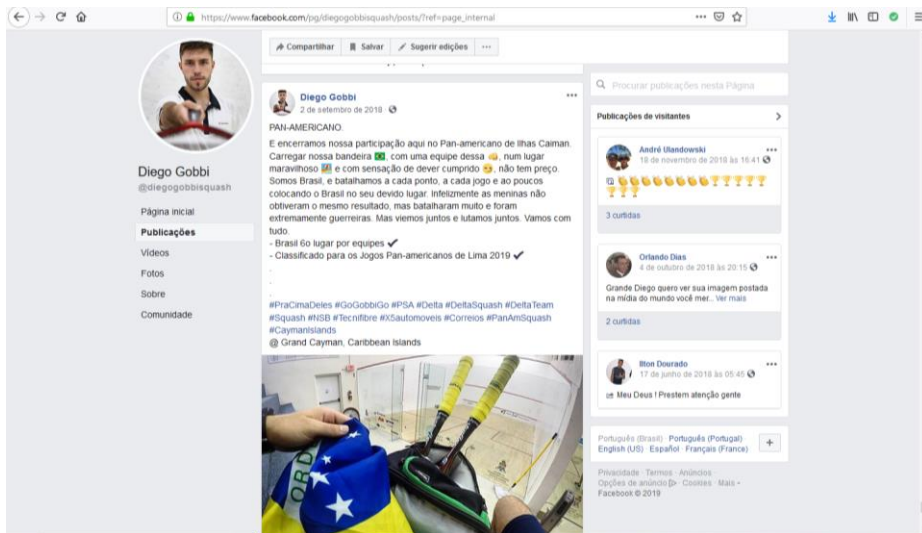 https://www.facebook.com/pg/diegogobbisquash/posts/?ref=page_internal
Compartilhar
Salvar
Sugerir edições
Diego Gobbi
@diegogobbisquash
Página inicial
Publicações
Vídeos
Fotos
Sobre
Comunidade
Diego Gobbi
2 de setembro de 2018
PAN-AMERICANO.
E encerramos nossa participação aqui no Pan-americano de Ilhas Caiman.
Carregar nossa bandeira 🇧🇷, com uma equipe dessa 👊, num lugar
maravilhoso 🏖 e com sensação de dever cumprido 😏, não tem preço.
Somos Brasil, e batalhamos a cada ponto, a cada jogo e ao poucos
colocando o Brasil no seu devido lugar. Infelizmente as meninas não
obtiveram o mesmo resultado, mas batalharam muito e foram
extremamente guerreiras. Mas viemos juntos e lutamos juntos. Vamos com
tudo.
- Brasil 6o lugar por equipes ✔
- Classificado para os Jogos Pan-americanos de Lima 2019 ✔
.
.
.
#PraCimaDeles #GoGobbiGo #PSA #Delta #DeltaSquash #DeltaTeam
#Squash #NSB #Tecnifibre #X5automoveis #Correios #PanAmSquash
#CaymanIslands
@ Grand Cayman, Caribbean Islands
ORD
Procurar publicações nesta Página
Publicações de visitantes
André Ulandowski
18 de novembro de 2018 às 16:41
👏👏👏👏👏👏👏👏🏆🏆🏆🏆🏆
🏆🏆🏆
3 curtidas
Orlando Dias
4 de outubro de 2018 às 20:15
Grande Diego quero ver sua imagem postada
na mídia do mundo você mer... Ver mais
2 curtidas
Ilton Dourado
17 de junho de 2018 às 05:45
Meu Deus ! Prestem atenção gente
Português (Brasil) · Português (Portugal) ·
English (US) · Español · Français (France)
Privacidade · Termos · Anúncios ·
Opções de anúncio · Cookies · Mais
Facebook © 2019